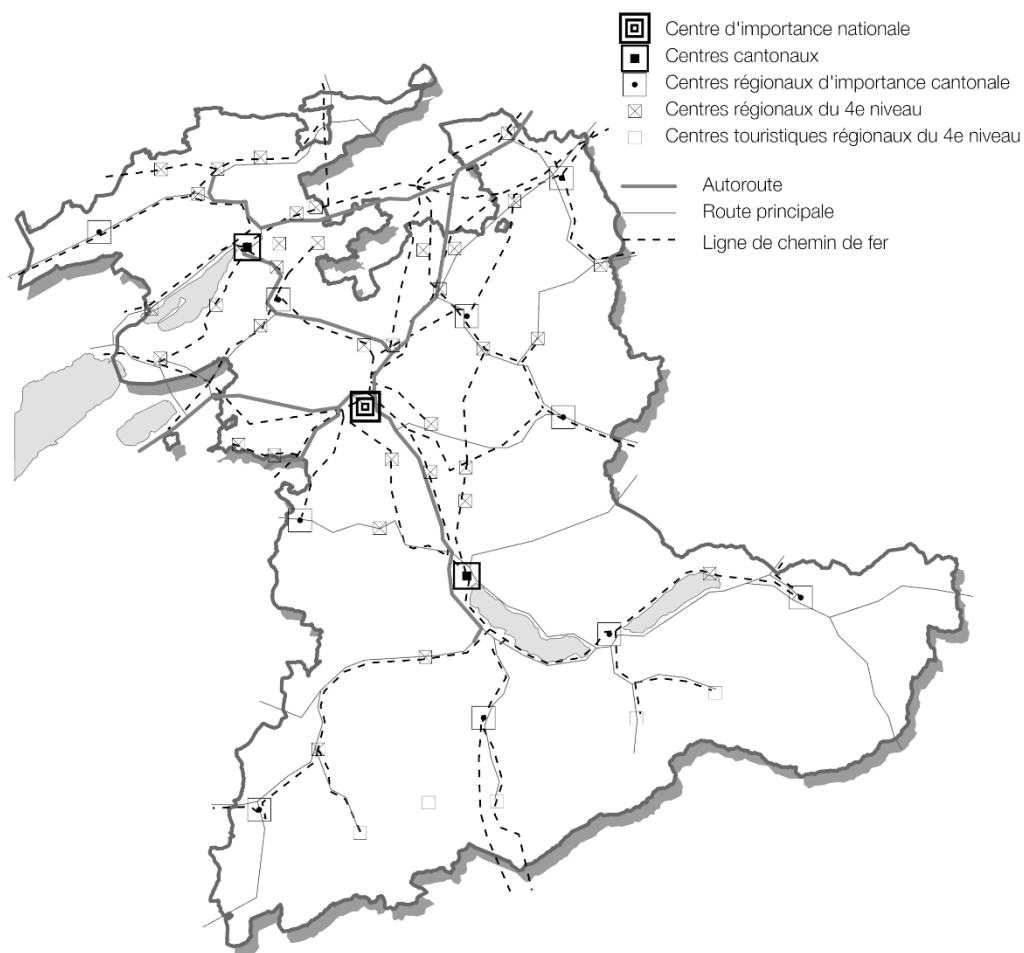 Centre d'importance nationale
Centres cantonaux
Centres régionaux d'importance cantonale
Centres régionaux du 4e niveau
Centres touristiques régionaux du 4e niveau
Autoroute
Route principale
Ligne de chemin de fer